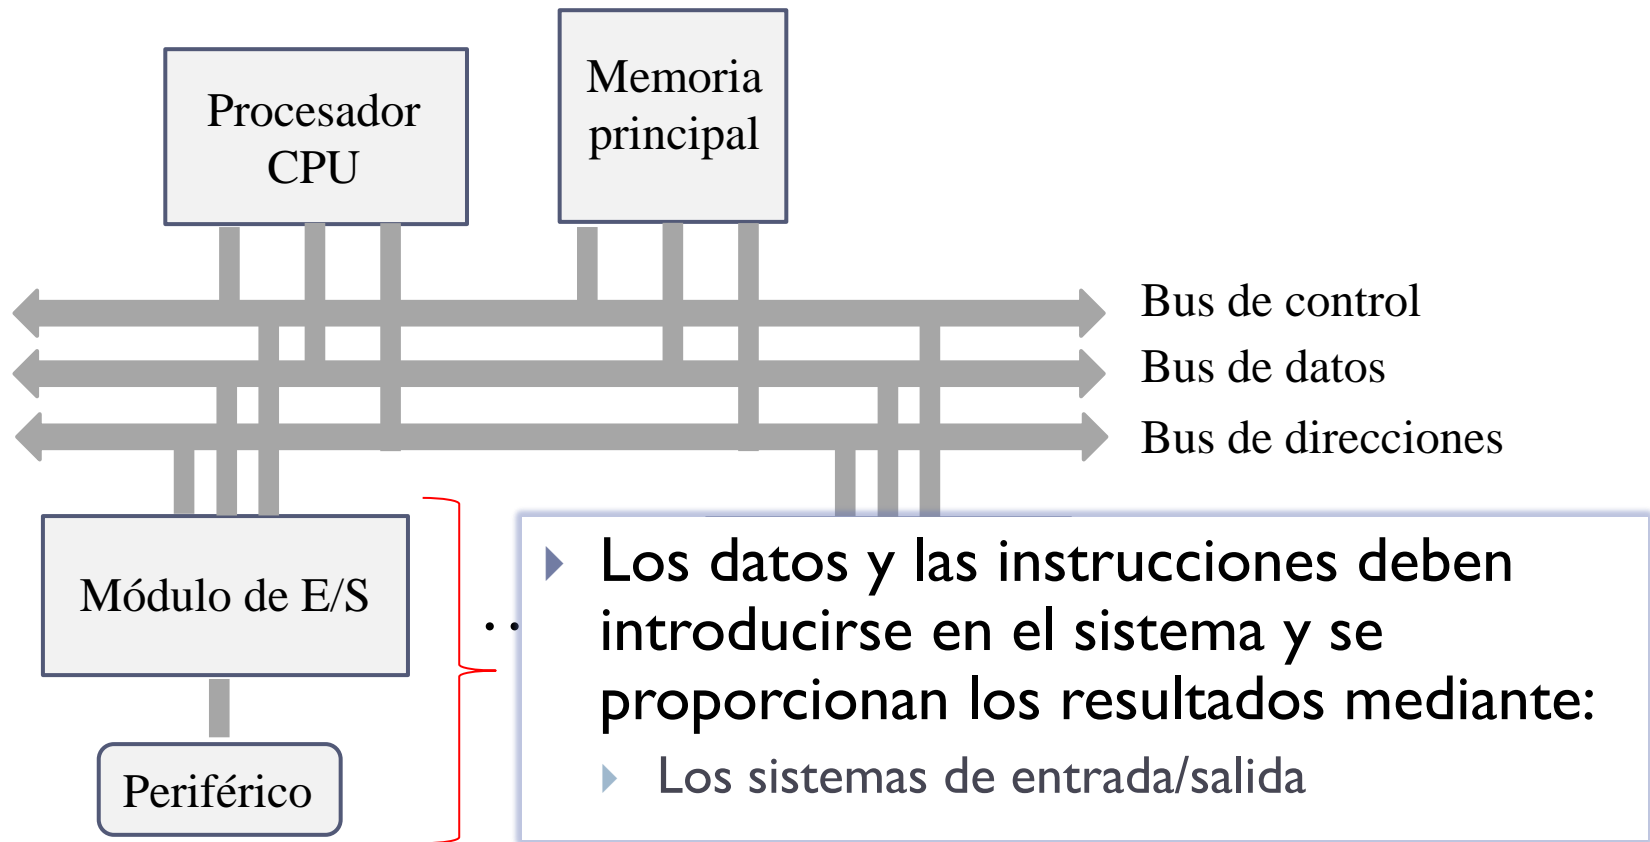 Procesador
CPU
Memoria
principal
Bus de control
Bus de datos
Bus de direcciones
Módulo de E/S
Periférico
..
Los datos y las instrucciones deben
introducirse en el sistema y se
proporcionan los resultados mediante:
Los sistemas de entrada/salida